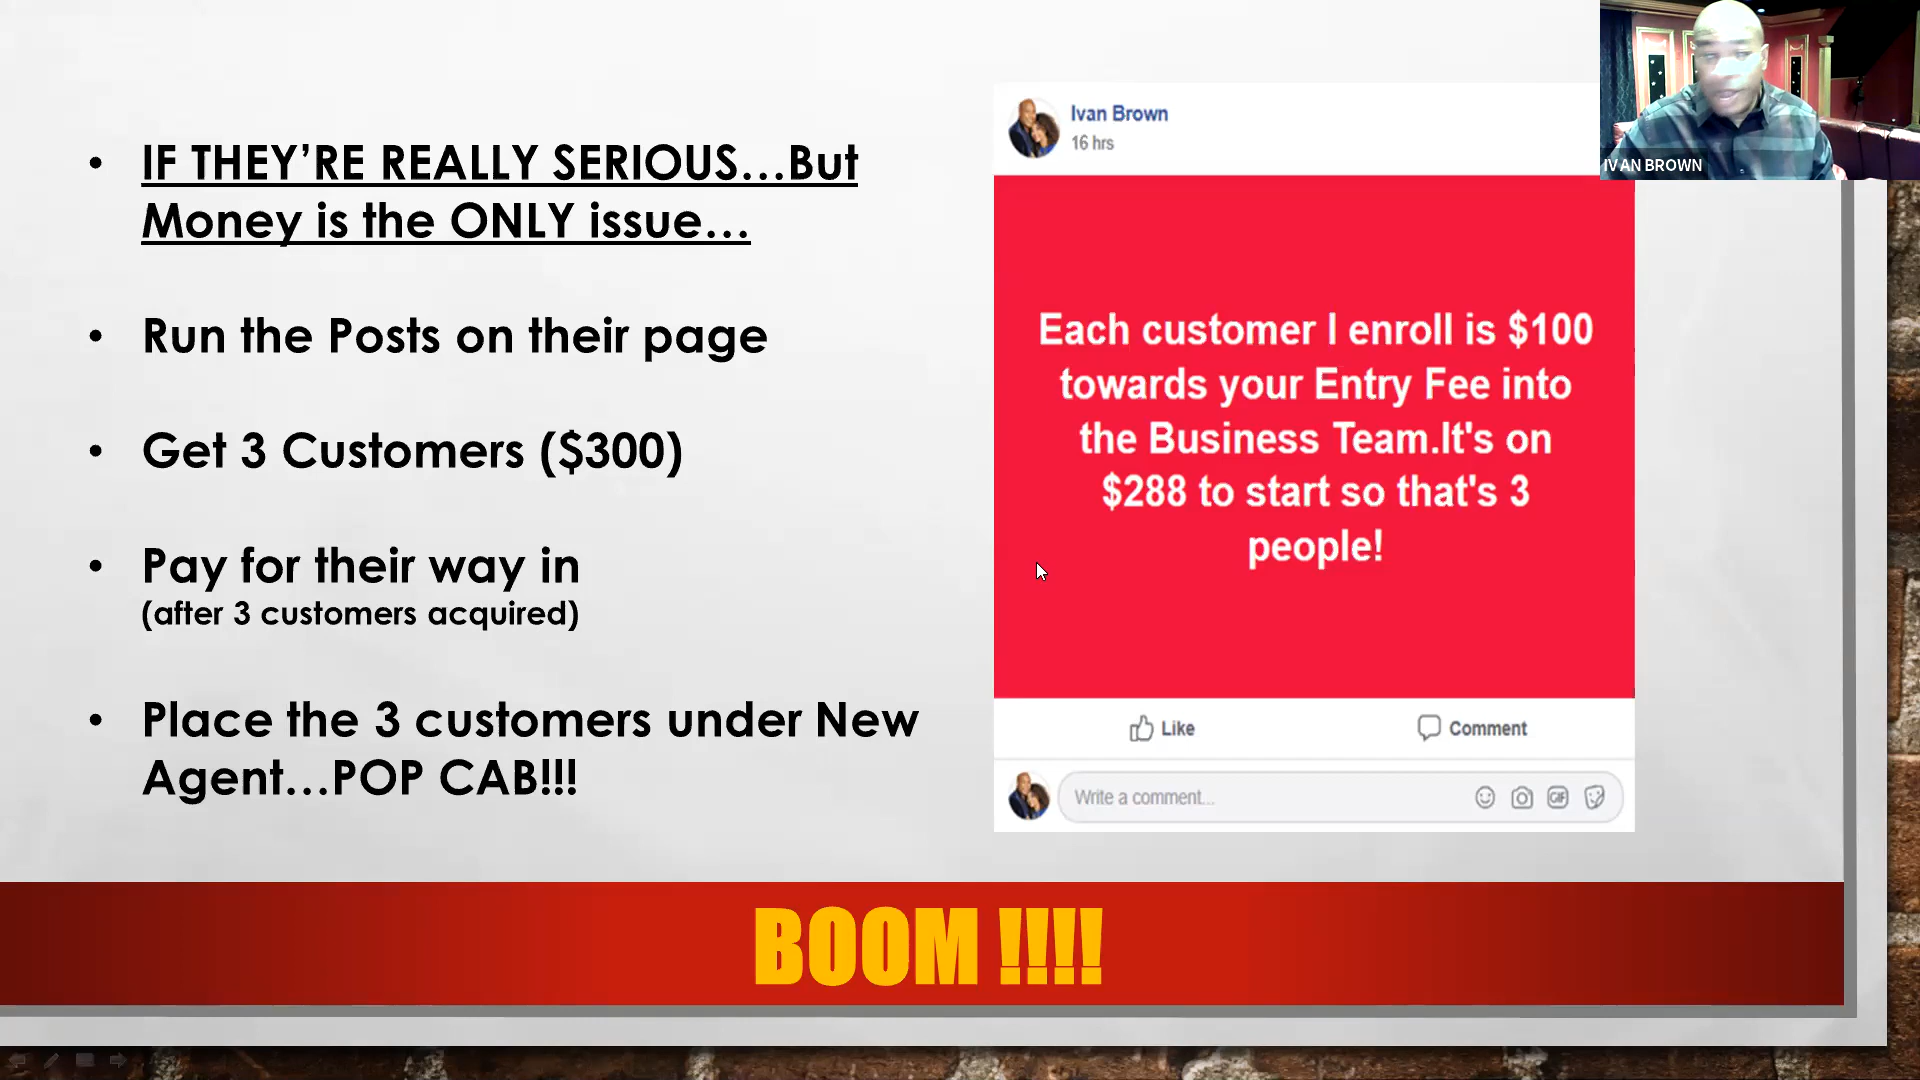 IF THEY’RE REALLY SERIOUS…But
Money is the ONLY issue…
Run the Posts on their page
Get 3 Customers ($300)
Pay for their way in
(after 3 customers acquired)
Place the 3 customers under New
Agent…POP CAB!!!
Ivan Brown
16 hrs
Each customer I enroll is $100
towards your Entry Fee into
the Business Team.It's on
$288 to start so that's 3
people!
Like
Comment
Write a comment...
GIF
IVAN BROWN
BOOM !!!!